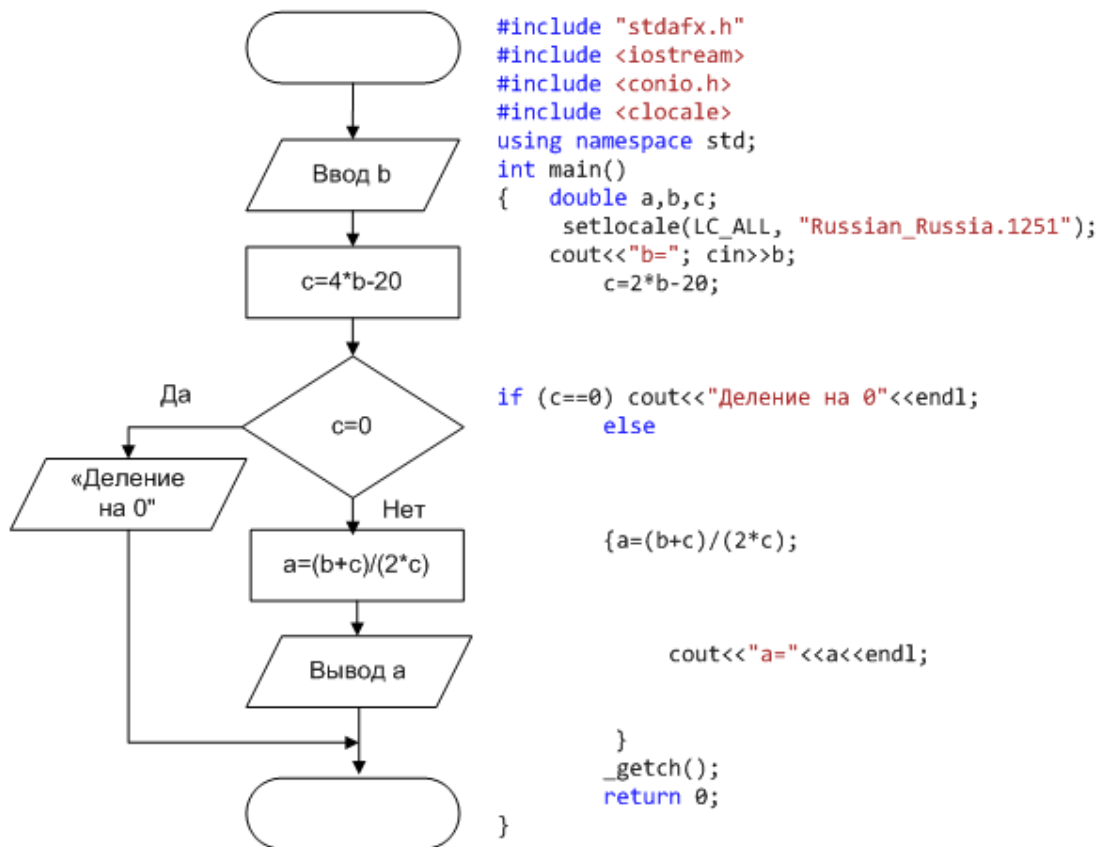 Ввод b
c=4*b-20
Да
c=0
«Деление
на 0"
Нет
a=(b+c)/(2*c)
Вывод a
#include "stdafx.h"
#include <iostream>
#include <conio.h>
#include <clocale>
using namespace std;
int main()
{ double a,b,c;
setlocale(LC_ALL, "Russian_Russia.1251");
cout<<"b="; cin>>b;
c=2*b-20;
if (c==0) cout<<"Деление на 0"<<endl;
else
{a=(b+c)/(2*c);
cout<<"a="<<a<<endl;
}
_getch();
return 0;
}